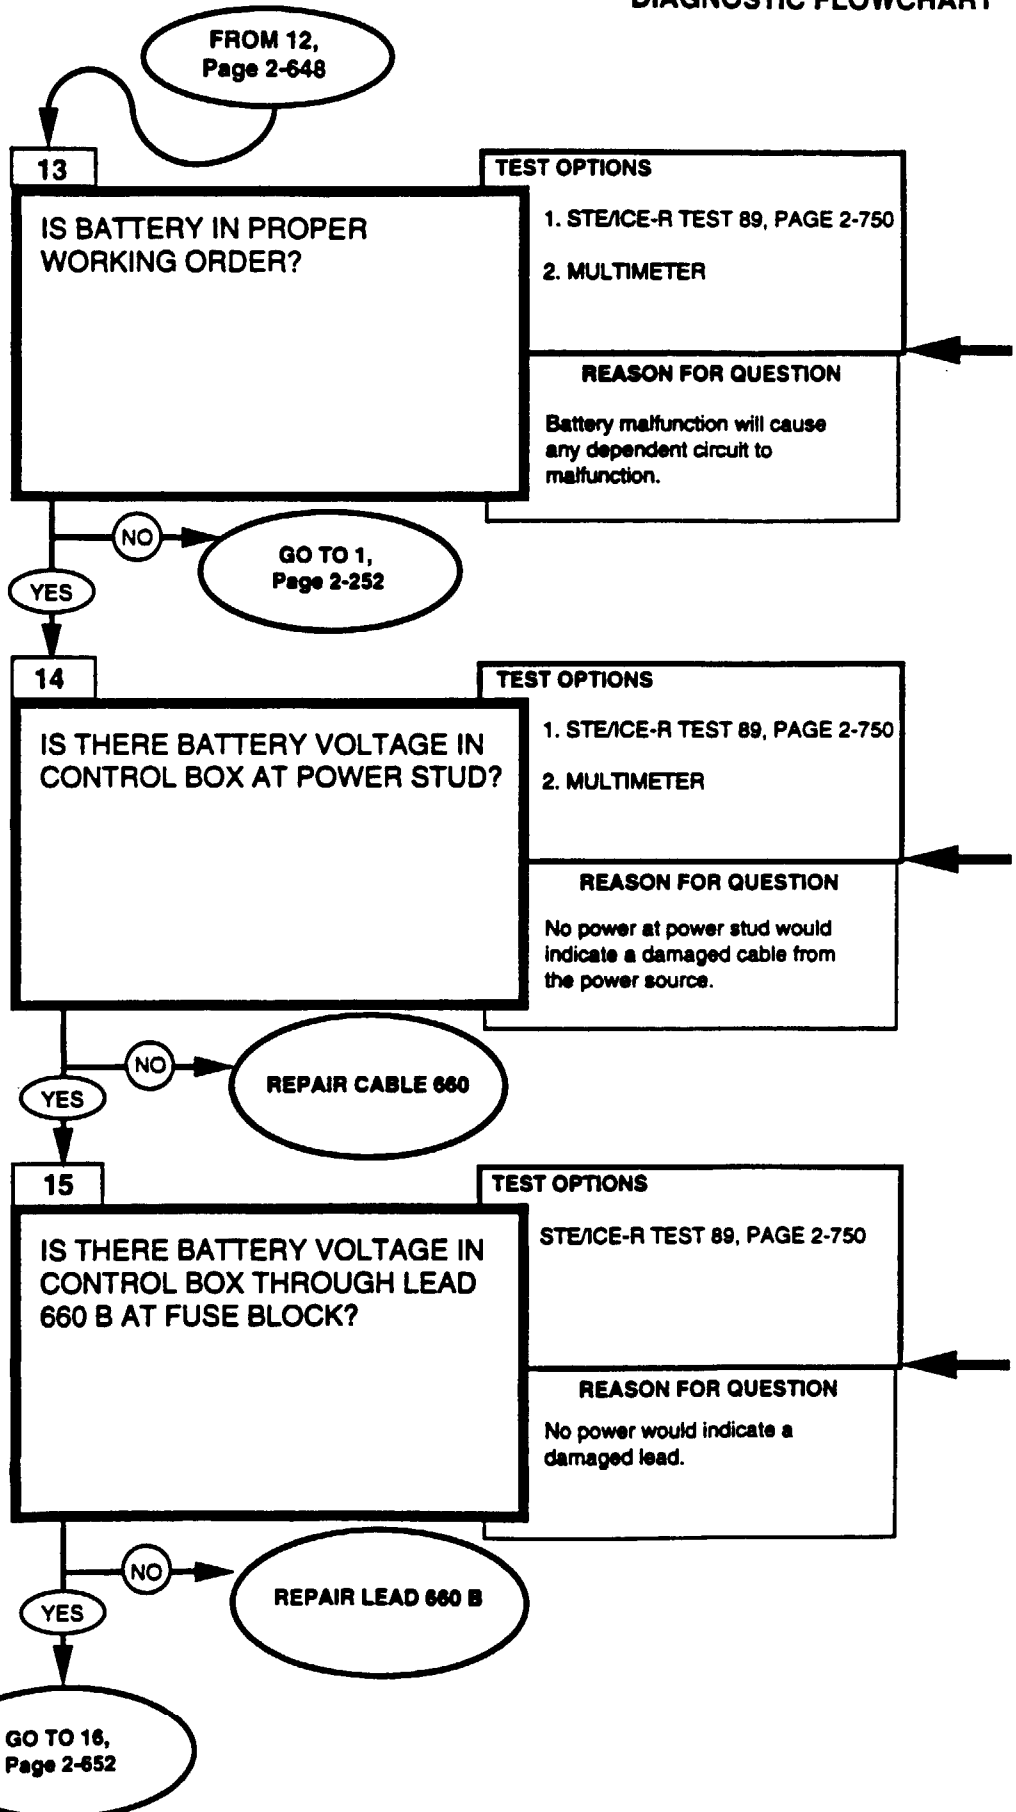 DIAGNOSTIC FLOWCHART
FROM 12,
Page 2-648
13
IS BATTERY IN PROPER
WORKING ORDER?
TEST OPTIONS
1. STE/ICE-R TEST 89, PAGE 2-750
2. MULTIMETER
REASON FOR QUESTION
Battery malfunction will cause
any dependent circuit to
malfunction.
NO
GO TO 1,
Page 2-252
YES
14
IS THERE BATTERY VOLTAGE IN
CONTROL BOX AT POWER STUD?
TEST OPTIONS
1. STE/ICE-R TEST 89, PAGE 2-750
2. MULTIMETER
REASON FOR QUESTION
No power at power stud would
indicate a damaged cable from
the power source.
NO
REPAIR CABLE 660
YES
15
IS THERE BATTERY VOLTAGE IN
CONTROL BOX THROUGH LEAD
660 B AT FUSE BLOCK?
TEST OPTIONS
STE/ICE-R TEST 89, PAGE 2-750
REASON FOR QUESTION
No power would indicate a
damaged lead.
NO
REPAIR LEAD 660 B
YES
GO TO 16,
Page 2-652